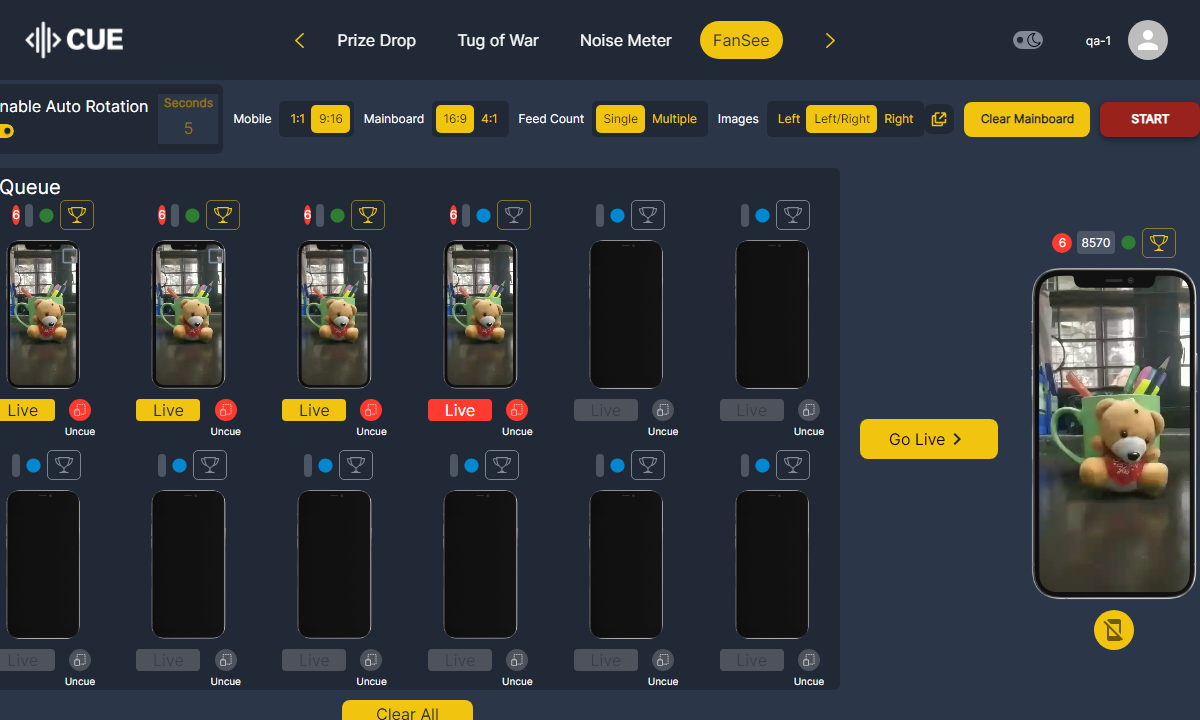 CUE
Prize Drop
Tug of War
Noise Meter
FanSee
qa-1
nable Auto Rotation
Seconds
5
Mobile
1:1
9:16
Mainboard
16:9
4:1
Feed Count
Single
Multiple
Images
Left
Left/Right
Right
Clear Mainboard
START
Queue
6
6
6
6
6
8570
Live
Live
Live
Live
Live
Live
Uncue
Uncue
Uncue
Uncue
Uncue
Uncue
Go Live
Live
Live
Live
Live
Live
Live
Uncue
Uncue
Uncue
Uncue
Uncue
Uncue
Clear All